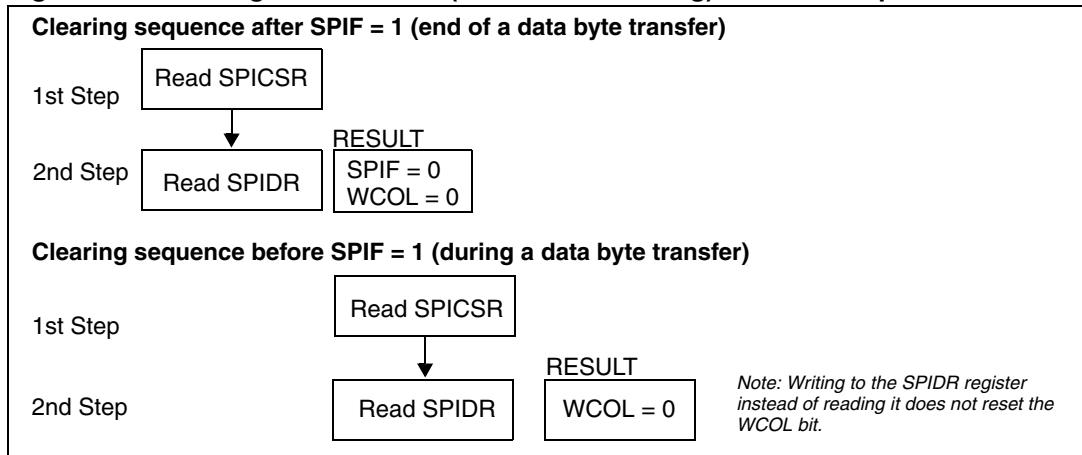 Clearing sequence after SPIF = 1 (end of a data byte transfer)
1st Step
Read SPICSR
RESULT
2nd Step
Read SPIDR
SPIF = 0
WCOL = 0
Clearing sequence before SPIF = 1 (during a data byte transfer)
1st Step
Read SPICSR
RESULT
2nd Step
Read SPIDR
WCOL = 0
Note: Writing to the SPIDR register
instead of reading it does not reset the
WCOL bit.